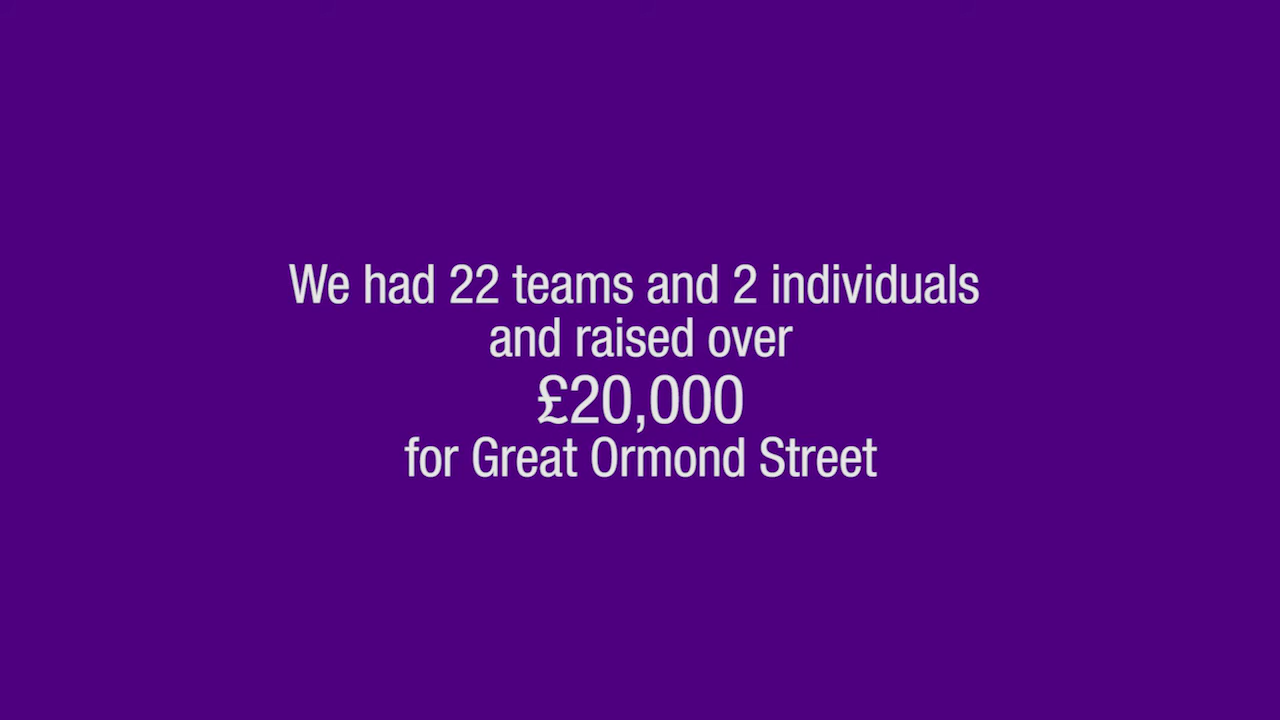 We had 22 teams and 2 individuals
and raised over
£20,000
for Great Ormond Street